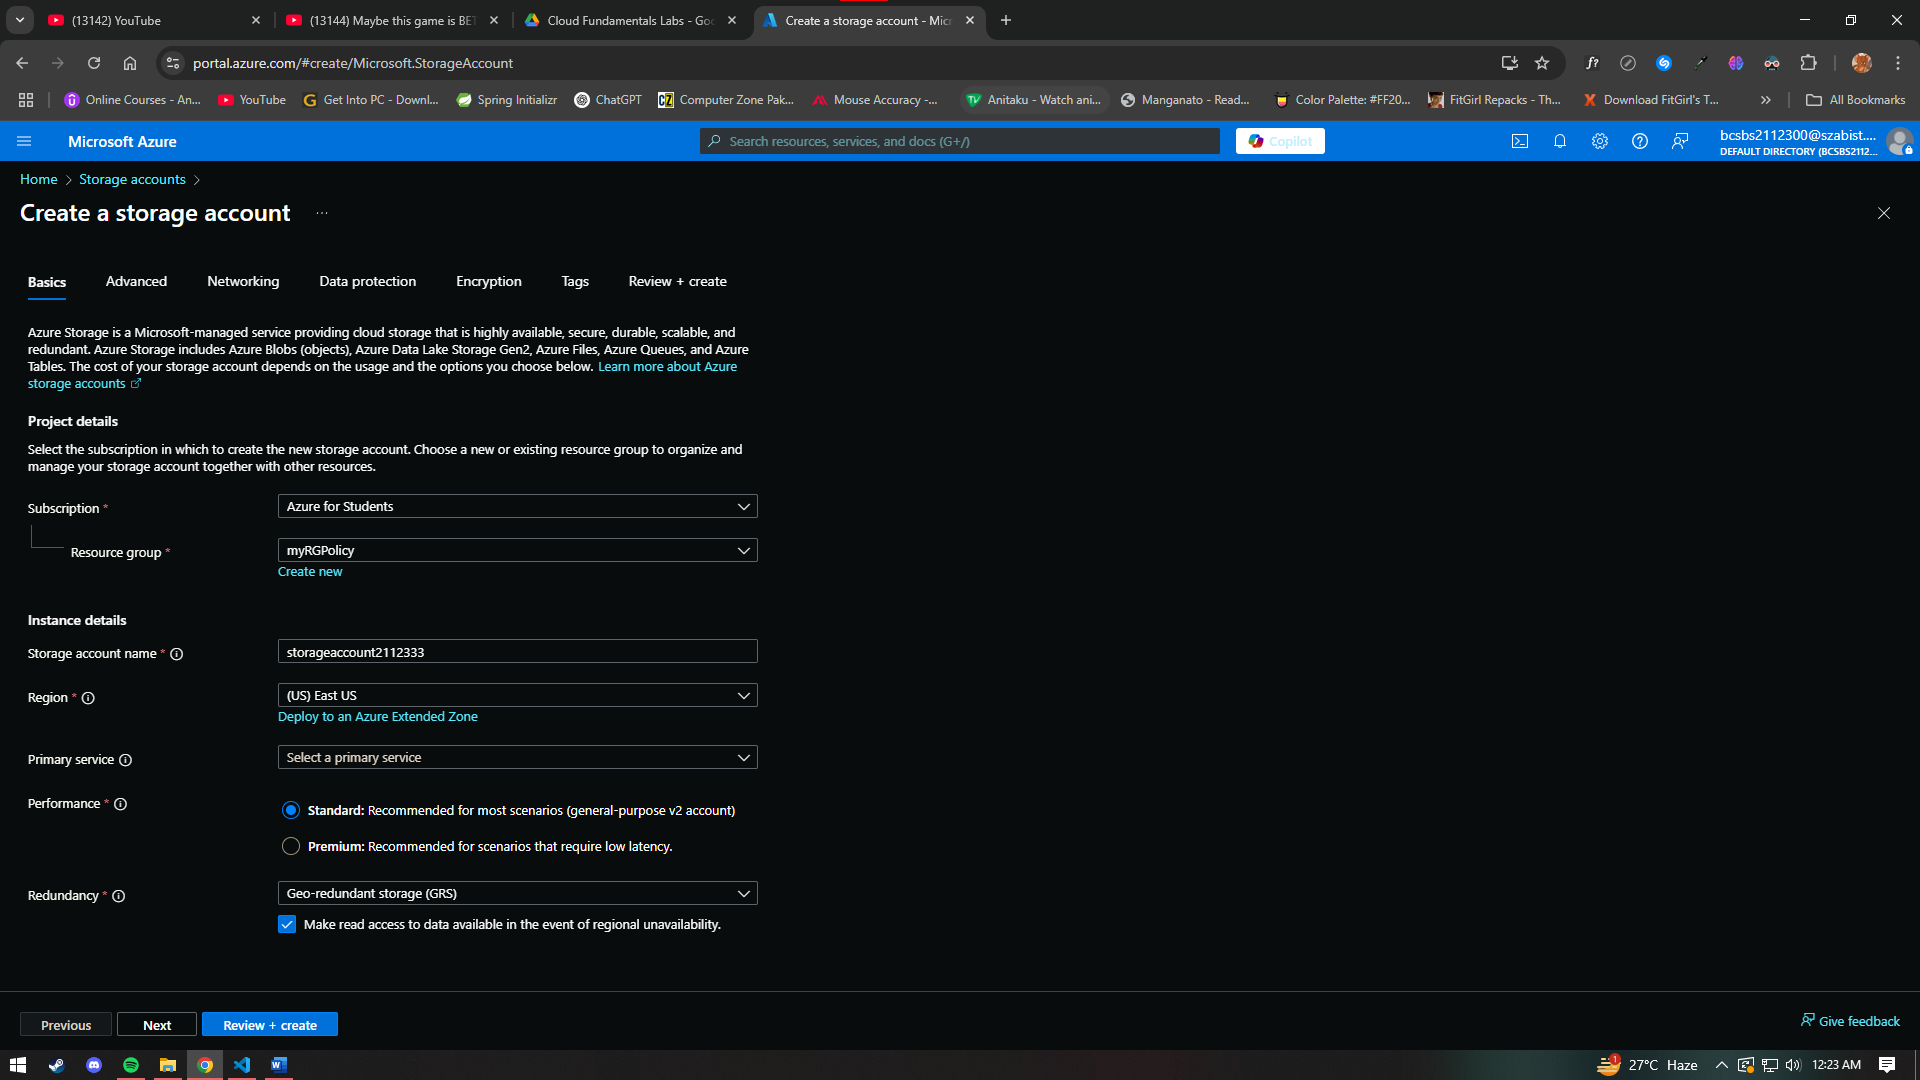 (13142) YouTube
(13144) Maybe this game is BET
Cloud Fundamentals Labs - Goo
Create a storage account - Micr
portal.azure.com/#create/Microsoft.StorageAccount
Online Courses - An...
YouTube
Get Into PC - Downl...
Spring Initializr
ChatGPT
Computer Zone Pak...
Mouse Accuracy -...
Anitaku - Watch ani...
Manganato - Read...
Color Palette: #FF20...
FitGirl Repacks - Th...
Download FitGirl's T...
All Bookmarks
Microsoft Azure
Search resources, services, and docs (G+/)
Copilot
bcsbs2112300@szabist....
DEFAULT DIRECTORY (BCSBS2112...
Home > Storage accounts >
Create a storage account ...
Basics
Advanced
Networking
Data protection
Encryption
Tags
Review + create
Azure Storage is a Microsoft-managed service providing cloud storage that is highly available, secure, durable, scalable, and
redundant. Azure Storage includes Azure Blobs (objects), Azure Data Lake Storage Gen2, Azure Files, Azure Queues, and Azure
Tables. The cost of your storage account depends on the usage and the options you choose below. Learn more about Azure
storage accounts
Project details
Select the subscription in which to create the new storage account. Choose a new or existing resource group to organize and
manage your storage account together with other resources.
Subscription *
Azure for Students
Resource group *
myRGPolicy
Create new
Instance details
Storage account name *
storageaccount2112333
Region *
(US) East US
Deploy to an Azure Extended Zone
Primary service
Select a primary service
Performance *
Standard: Recommended for most scenarios (general-purpose v2 account)
Premium: Recommended for scenarios that require low latency.
Redundancy *
Geo-redundant storage (GRS)
Make read access to data available in the event of regional unavailability.
Previous
Next
Review + create
Give feedback
1
27°C Haze
12:23 AM